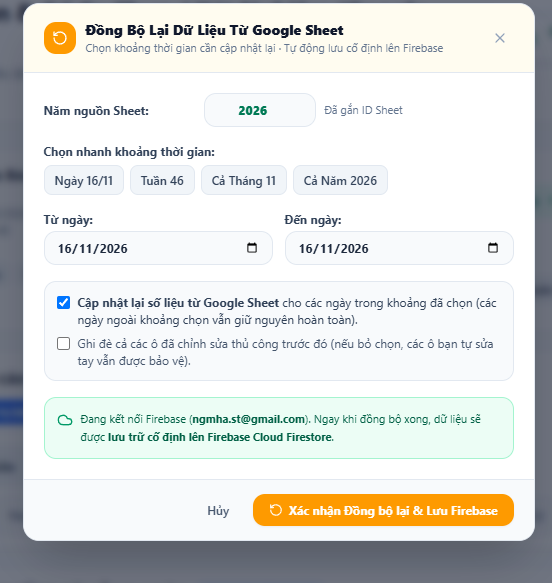 Đồng Bộ Lại Dữ Liệu Từ Google Sheet
Chọn khoảng thời gian cần cập nhật lại · Tự động lưu cố định lên Firebase
Năm nguồn Sheet:
2026
Đã gắn ID Sheet
Chọn nhanh khoảng thời gian:
Ngày 16/11
Tuần 46
Cả Tháng 11
Cả Năm 2026
Từ ngày:
Đến ngày:
16/11/2026
16/11/2026
Cập nhật lại số liệu từ Google Sheet cho các ngày trong khoảng đã chọn (các
ngày ngoài khoảng chọn vẫn giữ nguyên hoàn toàn).
Ghi đè cả các ô đã chỉnh sửa thủ công trước đó (nếu bỏ chọn, các ô bạn tự sửa
tay vẫn được bảo vệ).
Đang kết nối Firebase (ngmha.st@gmail.com). Ngay khi đồng bộ xong, dữ liệu sẽ
được lưu trữ cố định lên Firebase Cloud Firestore.
Hủy
Xác nhận Đồng bộ lại & Lưu Firebase